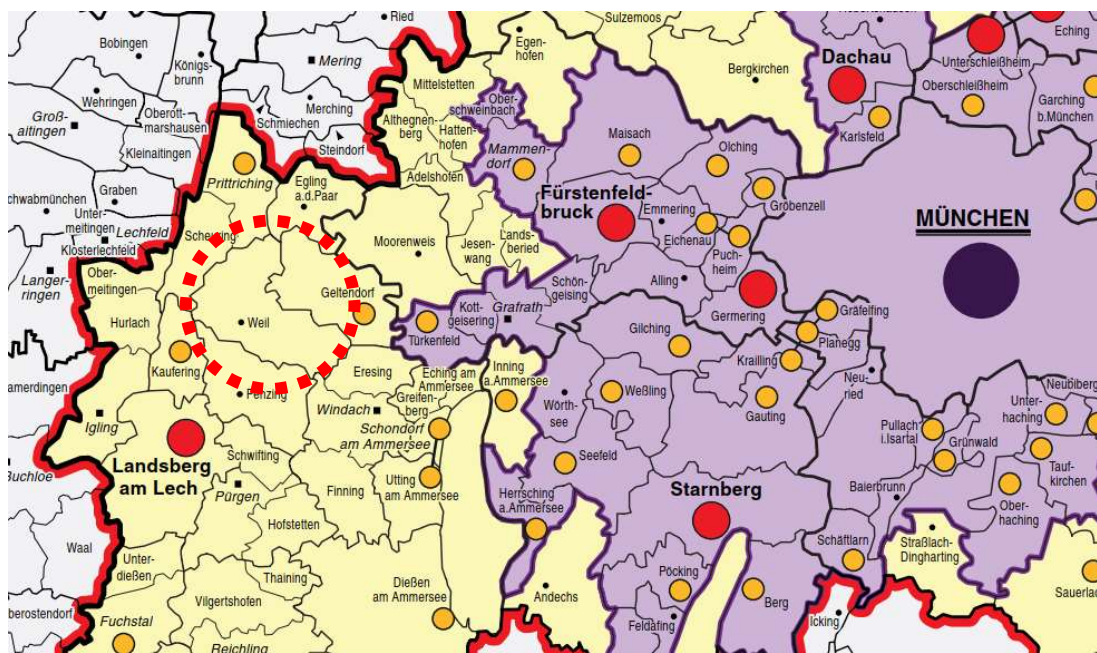 Ried
Sulzemoos
Egen-
hofen
Bobingen
Königs-
brunn
Mering
Mittelstetten
Bergkirchen
Dachau
Unterschleißheim
Eching
Wehringen
Oberott-
marshausen
Merching
Schmiechen
Althegnen-
berg
Hatten-
hofen
Ober-
schweinbach
Oberschleißheim
Garching
b.München
Groß-
aitingen
Kleinaitingen
Steindorf
Mammen-
dorf
Maisach
Olching
Karlsfeld
Prittriching
Egling
a.d.Paar
Adelshofen
Fürstenfeld-
bruck
Emmering
Gröbenzell
Graben
Unter-
meitingen
Lechfeld
Klosterlechfeld
Moorenweis
Jesen-
wang
Lands-
beried
Eichenau
Puch-
heim
MÜNCHEN
Langer-
ringen
Ober-
meitingen
Schön-
geising
Alling
Germering
Hurlach
Weil
Geltendorf
Kott-
geisering
Grafrath
Türkenfeld
Gilching
Gräfelfing
Planegg
Krailling
Kaufering
Penzing
Eresing
Eching am
Ammersee
Inning
a.Ammersee
Weßling
Gauting
Neu-
ried
Neubiberg
Unter-
haching
Igling
Windach
Greifen-
berg
Schondorf
am Ammersee
Wörth-
see
Pullach
i.Isartal
Grünwald
Landsberg
am Lech
Schwifting
Pürgen
Finning
Utting
am Ammersee
Seefeld
Herrsching
a.Ammersee
Starnberg
Baierbrunn
Tauf-
kirchen
Ober-
haching
Buchloe
Hofstetten
Waal
Unter-
dießen
Thaining
Dießen
am Ammersee
Andechs
Pöcking
Schäftlarn
Straßlach-
Dingharting
Vilgertshofen
Fuchstal
Reichling
Feldafing
Berg
Icking